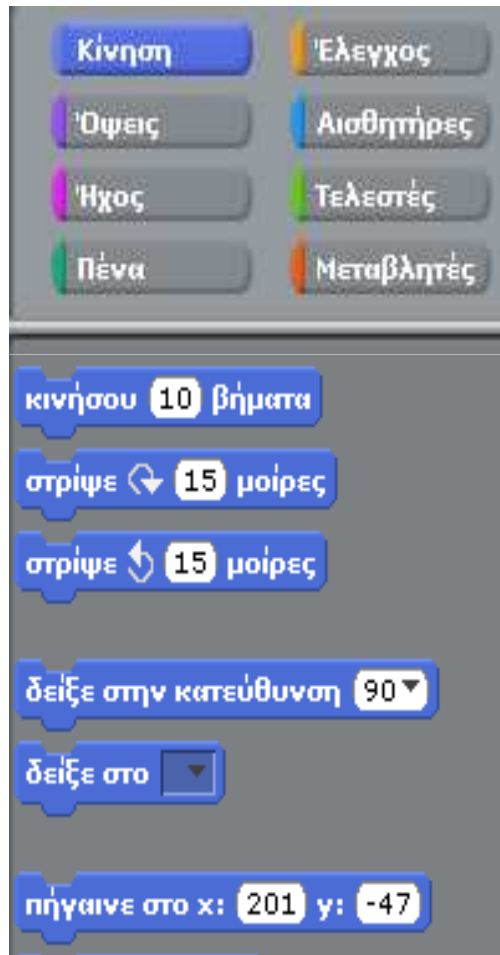 Κίνηση Έλεγχος
Όψεις Αισθητήρες
Ήχος Τελεστές
Πένα Μεταβλητές
κινήσου 10 βήματα
στρίψε 15 μοίρες
στρίψε 15 μοίρες
δείξε στην κατεύθυνση 90
δείξε στο
πήγαινε στο x: 201 y: -47